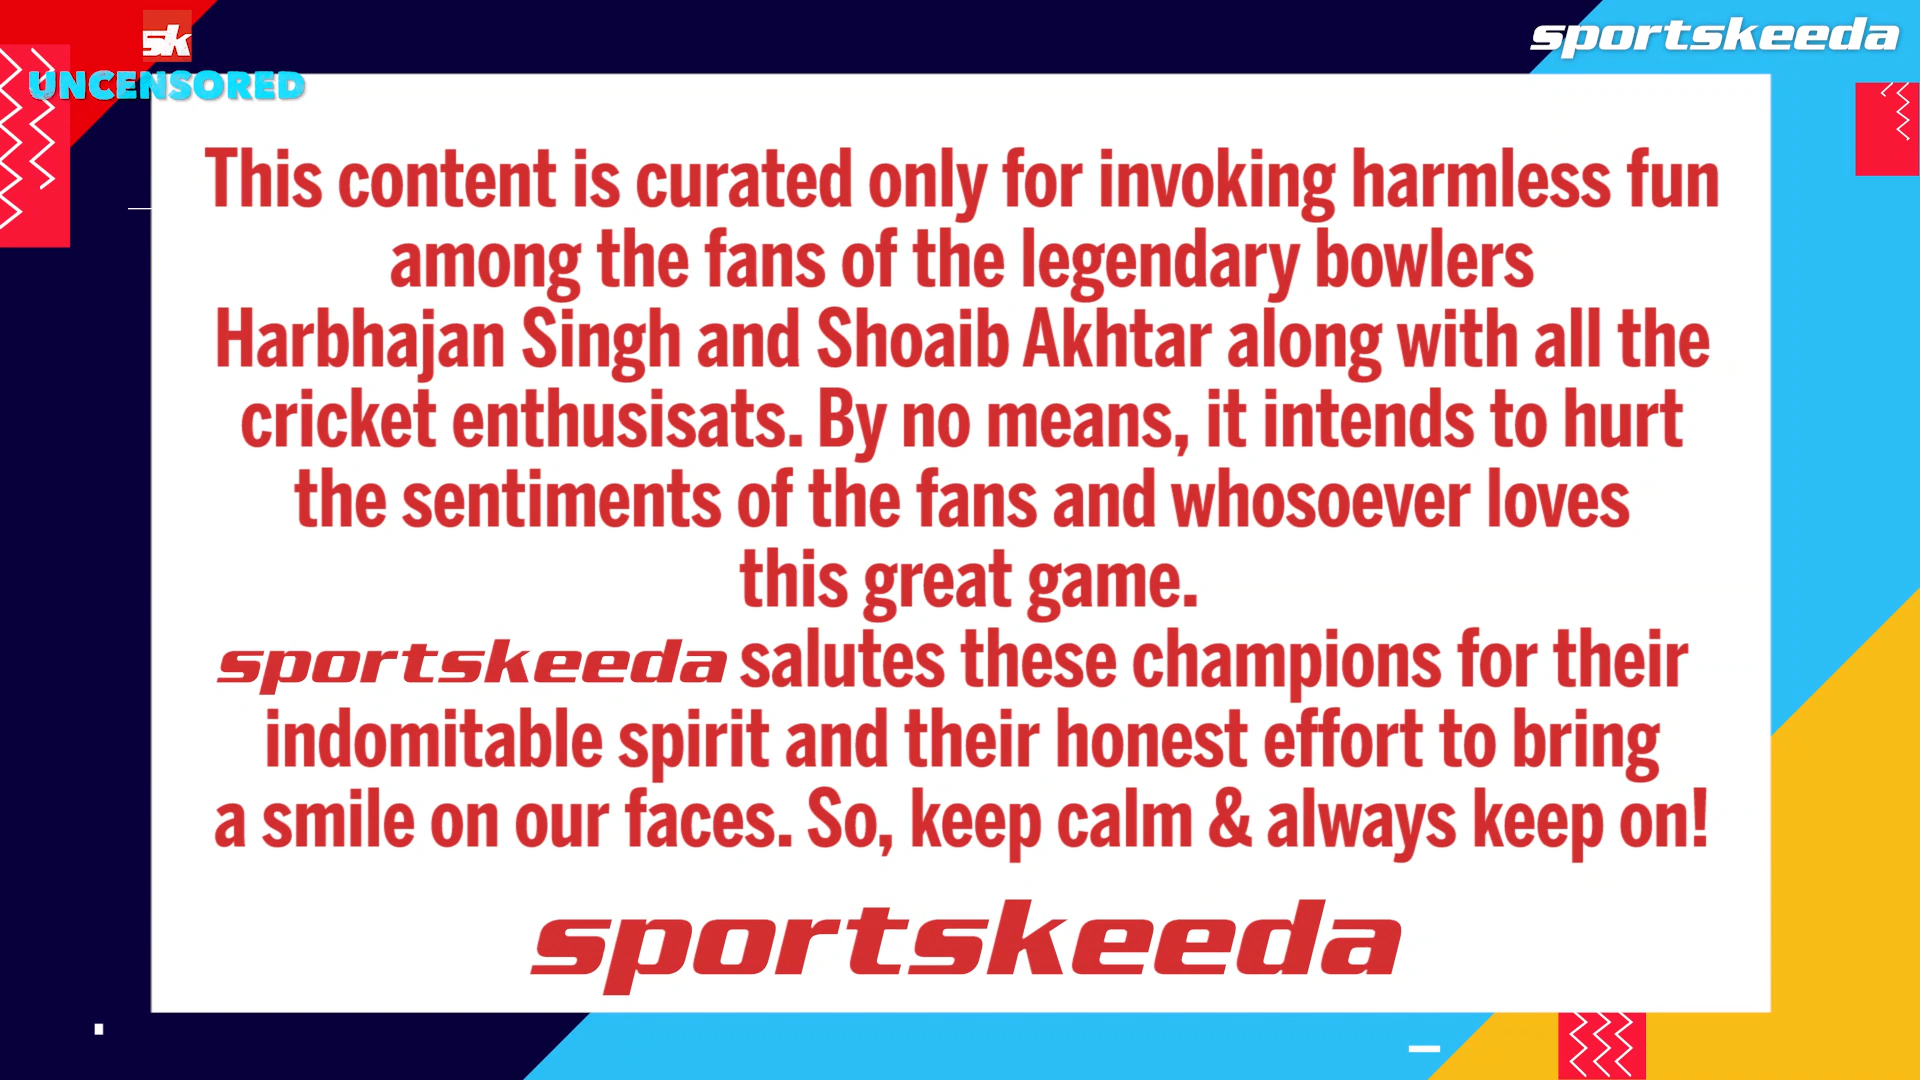 sk
UNCENSORED
sportskeeda
This content is curated only for invoking harmless fun
among the fans of the legendary bowlers
Harbhajan Singh and Shoaib Akhtar along with all the
cricket enthusisats. By no means, it intends to hurt
the sentiments of the fans and whosoever loves
this great game.
sportskeeda salutes these champions for their
indomitable spirit and their honest effort to bring
a smile on our faces. So, keep calm & always keep on!
sportskeeda